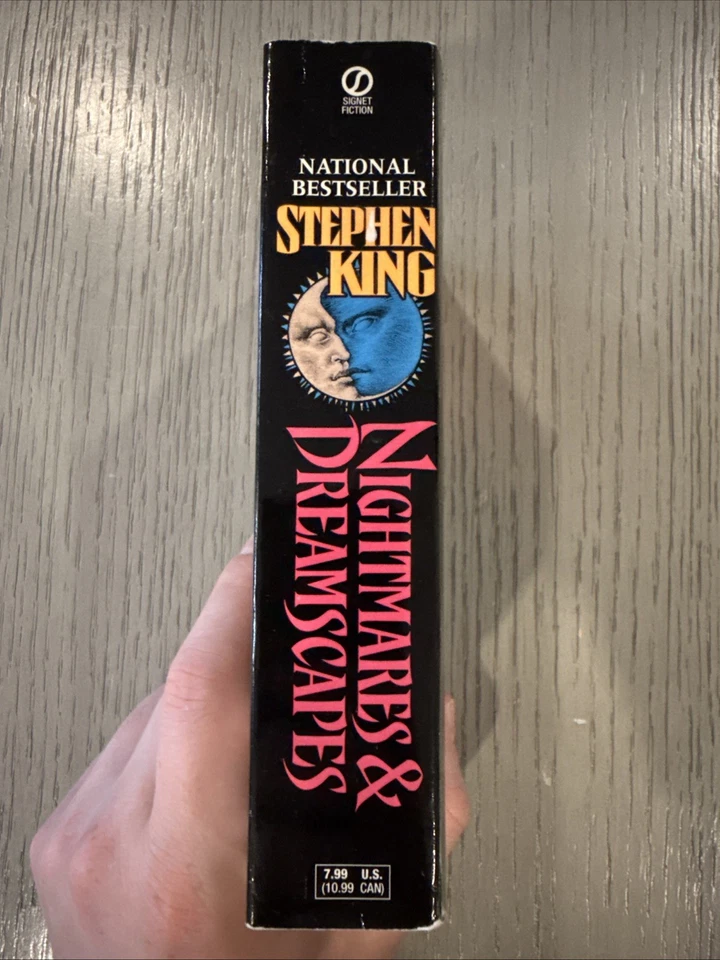 SIGNET
FICTION
NATIONAL
BESTSELLER
STEPHEN
KING
NIGHTMARES &
DREAMSCAPES
7.99 U.S.
(10.99 CAN)